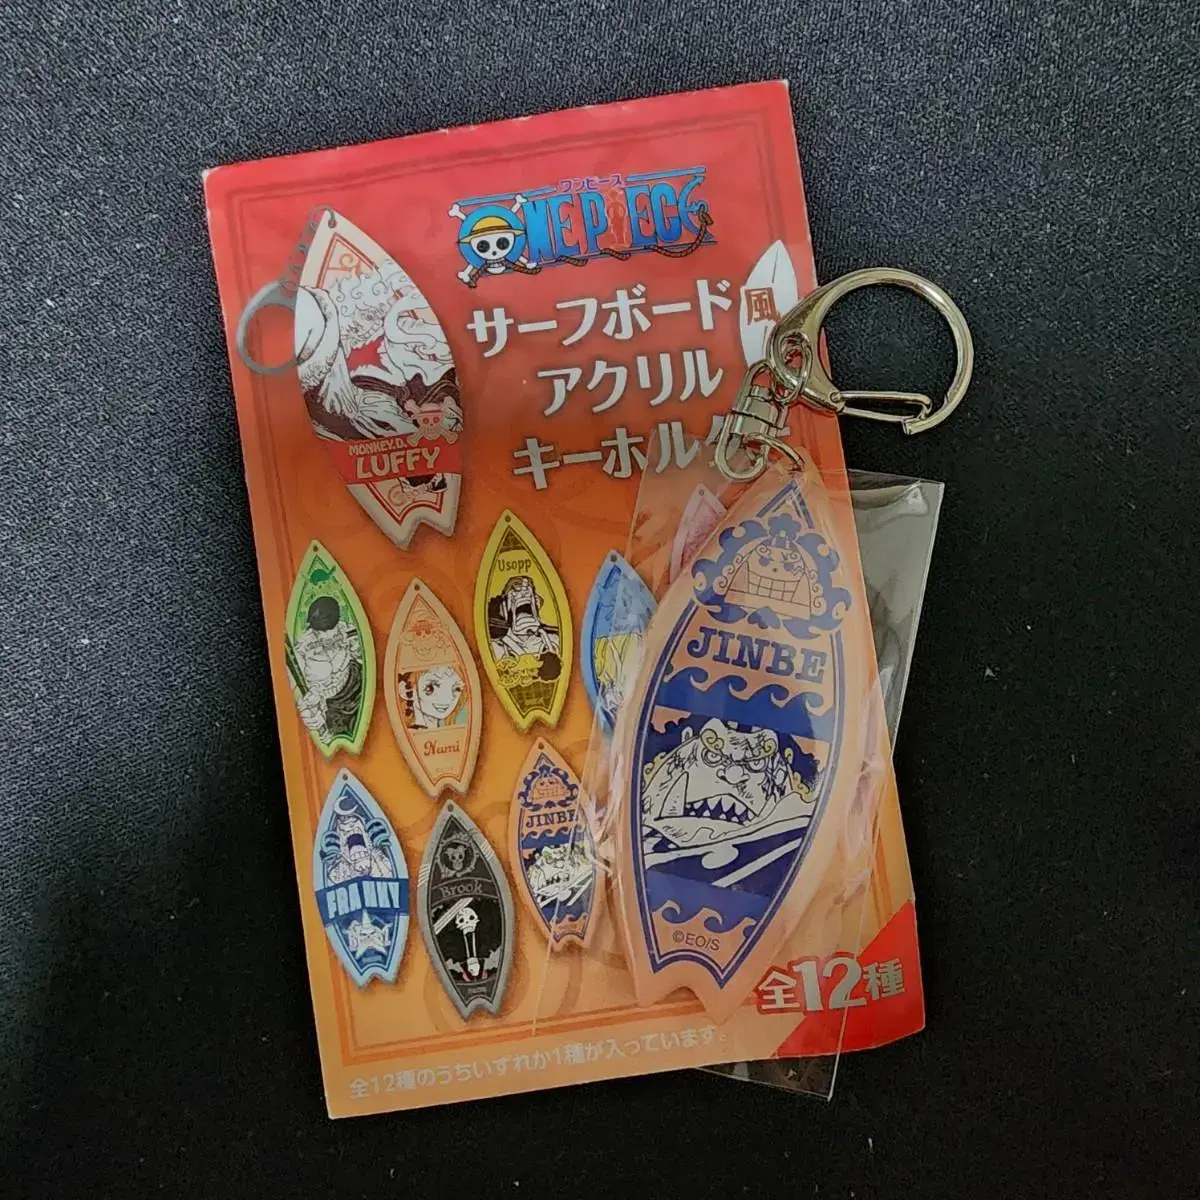 ワンピース
ONE PIECE
サーフボード
風
アクリル
キーホルダー
MONKEY.D.
LUFFY
Usopp
Nami
JINBE
FRANKY
Brook
JINBE
©EO/S
全12種
全12種のうちいずれか1種が入っています。